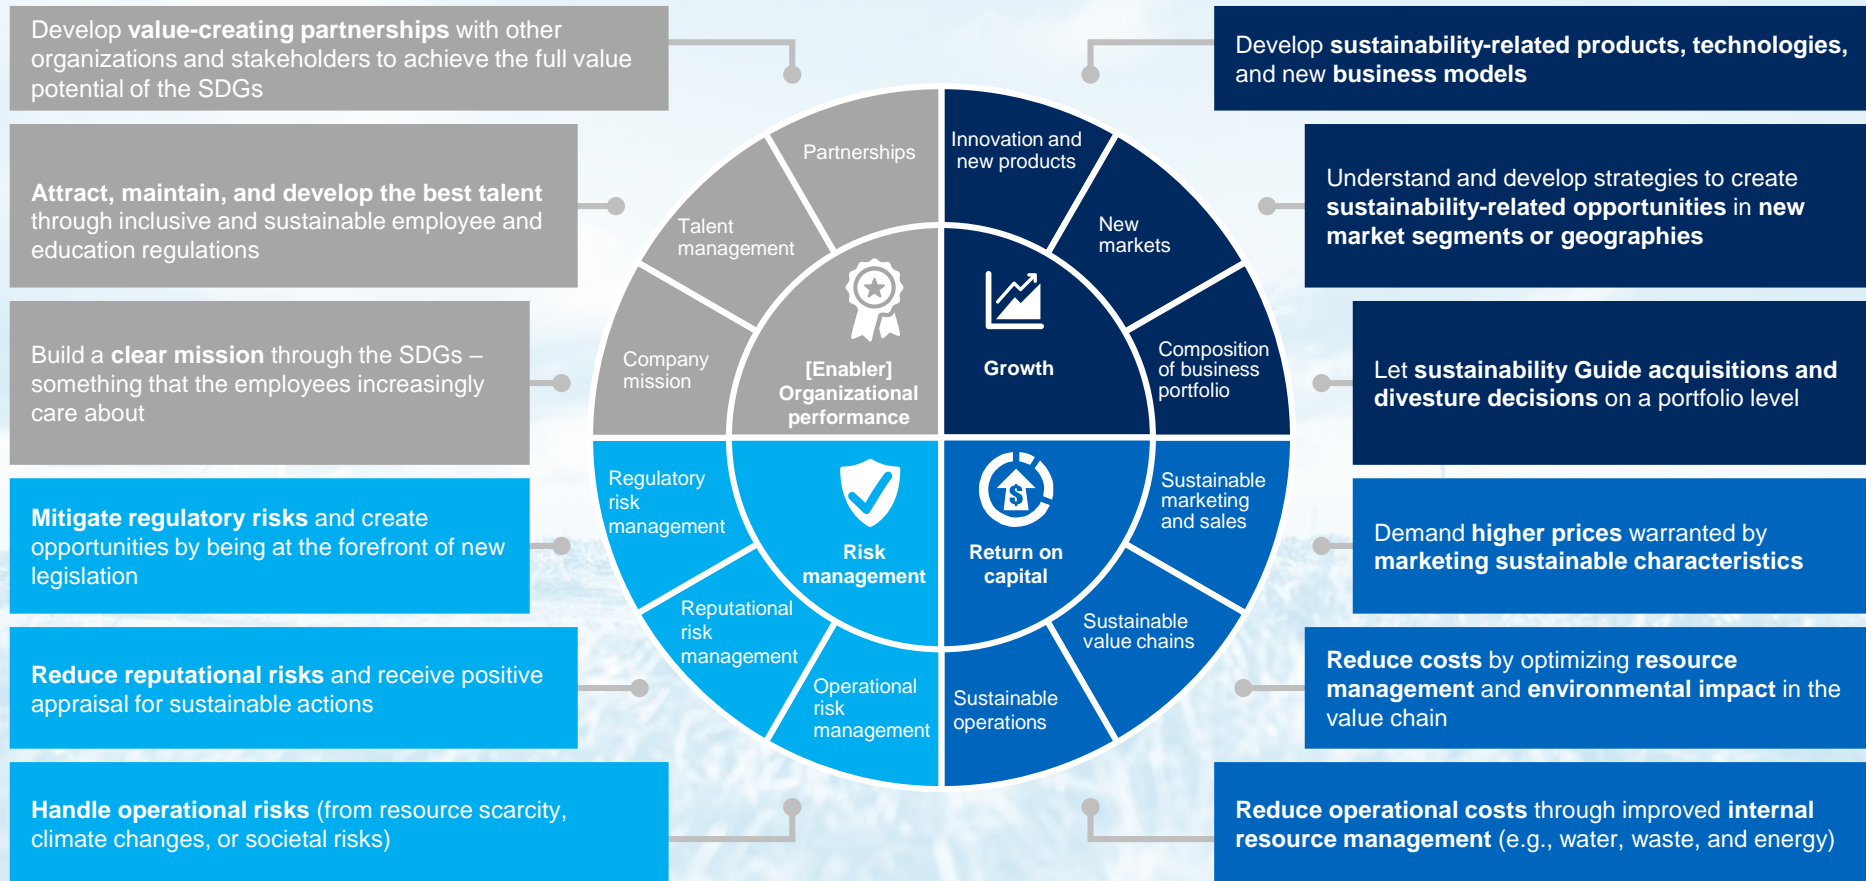 Develop value-creating partnerships with other
organizations and stakeholders to achieve the full value
potential of the SDGs
Attract, maintain, and develop the best talent
through inclusive and sustainable employee and
education regulations
Build a clear mission through the SDGs –
something that the employees increasingly
care about
Mitigate regulatory risks and create
opportunities by being at the forefront of new
legislation
Reduce reputational risks and receive positive
appraisal for sustainable actions
Handle operational risks (from resource scarcity,
climate changes, or societal risks)
Partnerships
Talent
management
Company
mission
[Enabler]
Organizational
performance
Regulatory
risk
management
Reputational
risk
management
Operational
risk
management
Risk
management
Innovation and
new products
New
markets
Composition
of business
portfolio
Growth
$
Return on
capital
Sustainable
marketing
and sales
Sustainable
value chains
Sustainable
operations
Develop sustainability-related products, technologies,
and new business models
Understand and develop strategies to create
sustainability-related opportunities in new
market segments or geographies
Let sustainability Guide acquisitions and
divesture decisions on a portfolio level
Demand higher prices warranted by
marketing sustainable characteristics
Reduce costs by optimizing resource
management and environmental impact in the
value chain
Reduce operational costs through improved internal
resource management (e.g., water, waste, and energy)